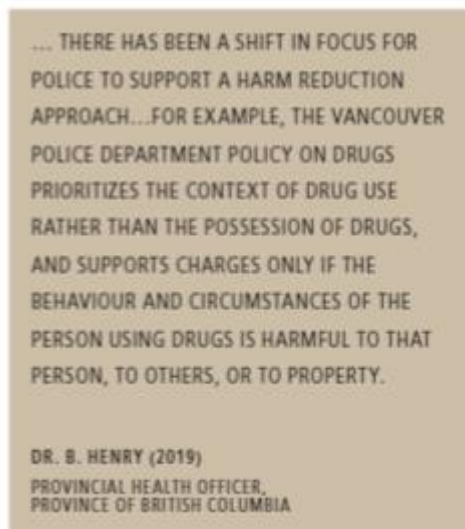 ... THERE HAS BEEN A SHIFT IN FOCUS FOR
POLICE TO SUPPORT A HARM REDUCTION
APPROACH...FOR EXAMPLE, THE VANCOUVER
POLICE DEPARTMENT POLICY ON DRUGS
PRIORITIZES THE CONTEXT OF DRUG USE
RATHER THAN THE POSSESSION OF DRUGS,
AND SUPPORTS CHARGES ONLY IF THE
BEHAVIOUR AND CIRCUMSTANCES OF THE
PERSON USING DRUGS IS HARMFUL TO THAT
PERSON, TO OTHERS, OR TO PROPERTY.
DR. B. HENRY (2019)
PROVINCIAL HEALTH OFFICER,
PROVINCE OF BRITISH COLUMBIA